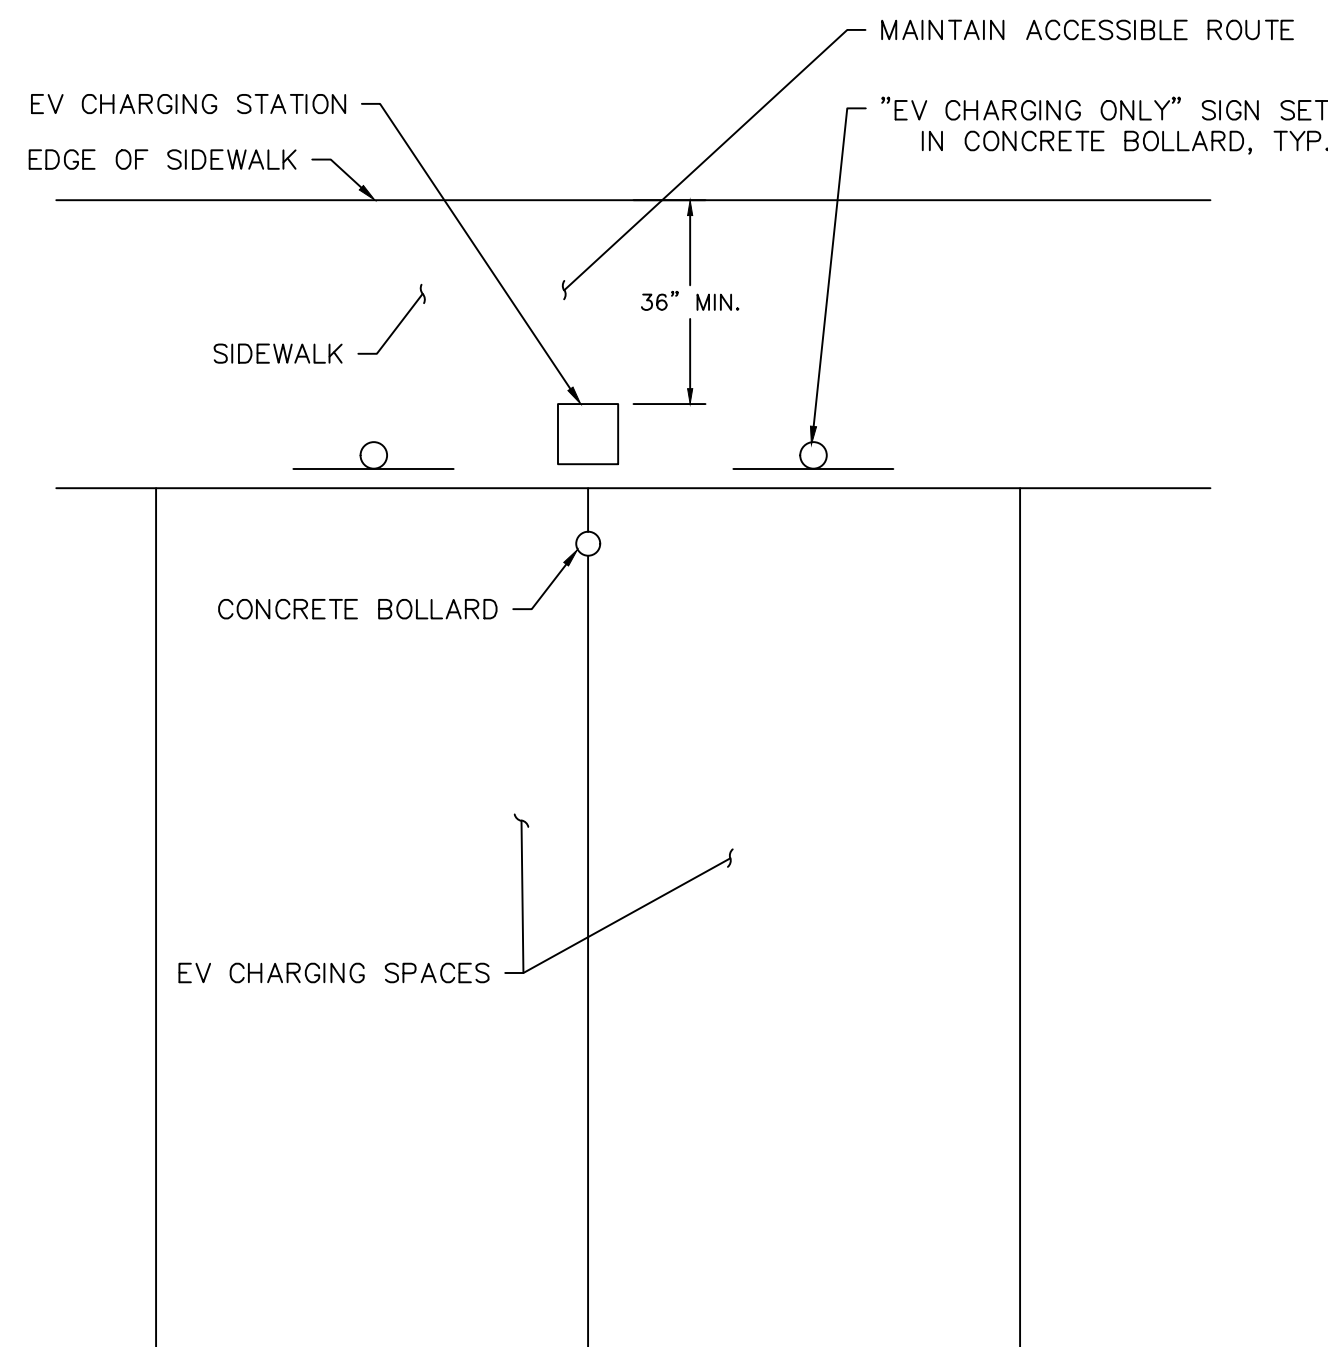 MAINTAIN ACCESSIBLE ROUTE
EV CHARGING STATION
"EV CHARGING ONLY" SIGN SET
IN CONCRETE BOLLARD, TYP.
EDGE OF SIDEWALK
36" MIN.
SIDEWALK
CONCRETE BOLLARD
EV CHARGING SPACES